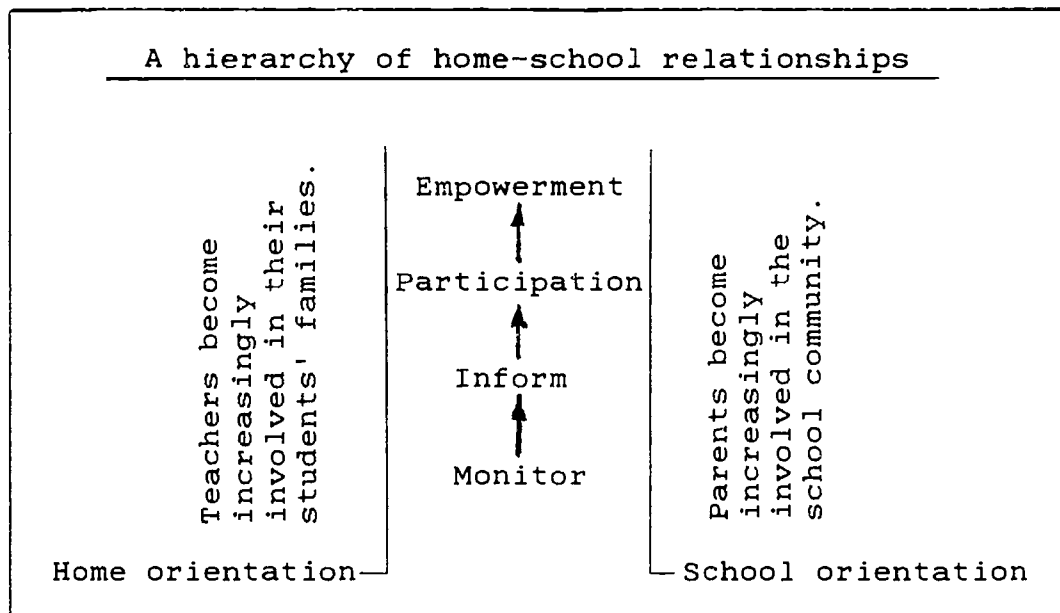 A hierarchy of home-school relationships
Teachers become
increasingly
involved in their
students' families.
Empowerment
Participation
Inform
Monitor
Parents become
increasingly
involved in the
school community.
Home orientation
School orientation